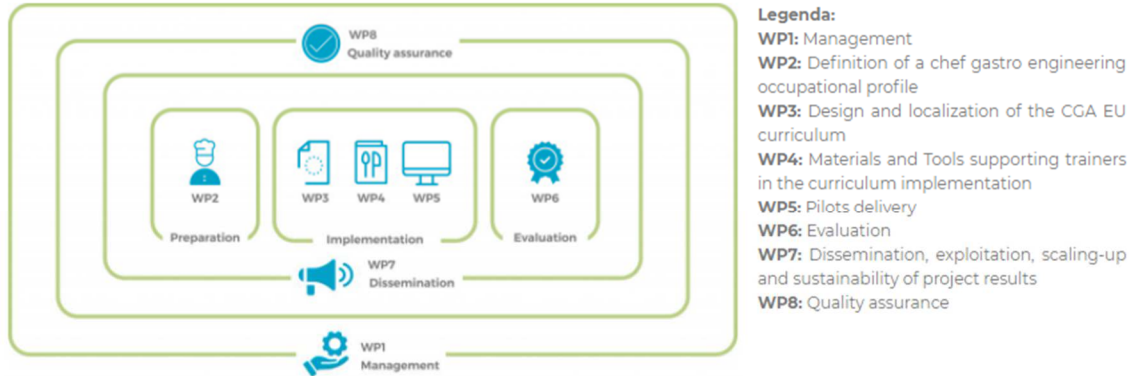 WP8
Quality assurance
WP2
Preparation
WP3 WP4 WP5
Implementation
WP6
Evaluation
WP7
Dissemination
WP1
Management
Legenda:
WP1: Management
WP2: Definition of a chef gastro engineering
occupational profile
WP3: Design and localization of the CGA EU
curriculum
WP4: Materials and Tools supporting trainers
in the curriculum implementation
WP5: Pilots delivery
WP6: Evaluation
WP7: Dissemination, exploitation, scaling-up
and sustainability of project results
WP8: Quality assurance